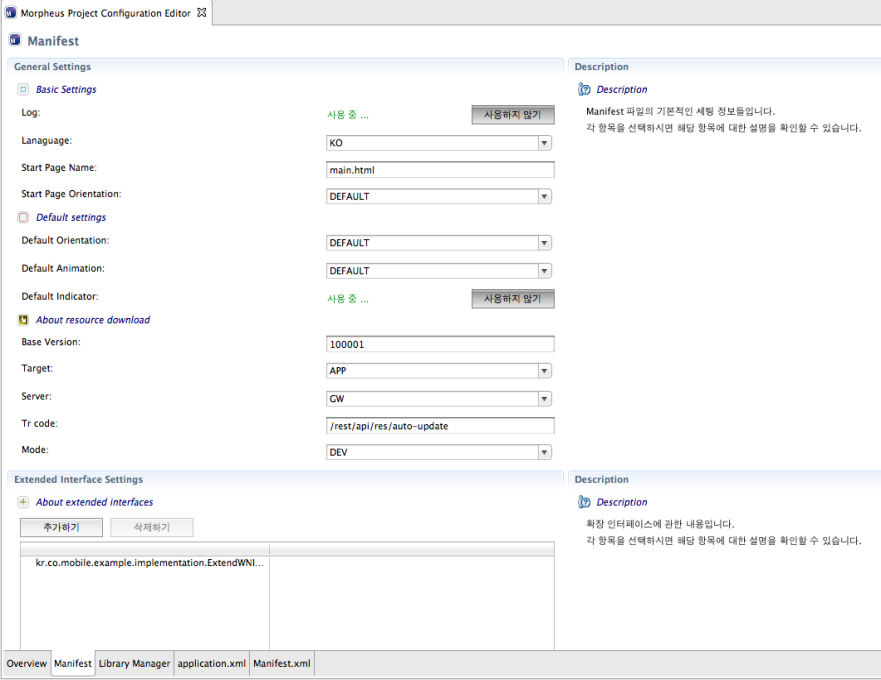 Morpheus Project Configuration Editor
Manifest
General Settings
Basic Settings
Log: 사용 중 ... 사용하지 않기
Lanaguage: KO
Start Page Name: main.html
Start Page Orientation: DEFAULT
Default settings
Default Orientation: DEFAULT
Default Animation: DEFAULT
Default Indicator: 사용 중 ... 사용하지 않기
About resource download
Base Version: 100001
Target: APP
Server: GW
Tr code: /rest/api/res/auto-update
Mode: DEV
Description
Description
Manifest 파일의 기본적인 세팅 정보들입니다.
각 항목을 선택하시면 해당 항목에 대한 설명을 확인할 수 있습니다.
Extended Interface Settings
About extended interfaces
추가하기 삭제하기
kr.co.mobile.example.implementation.ExtendWNI...
Description
Description
확장 인터페이스에 관한 내용입니다.
각 항목을 선택하시면 해당 항목에 대한 설명을 확인할 수 있습니다.
Overview Manifest Library Manager application.xml Manifest.xml